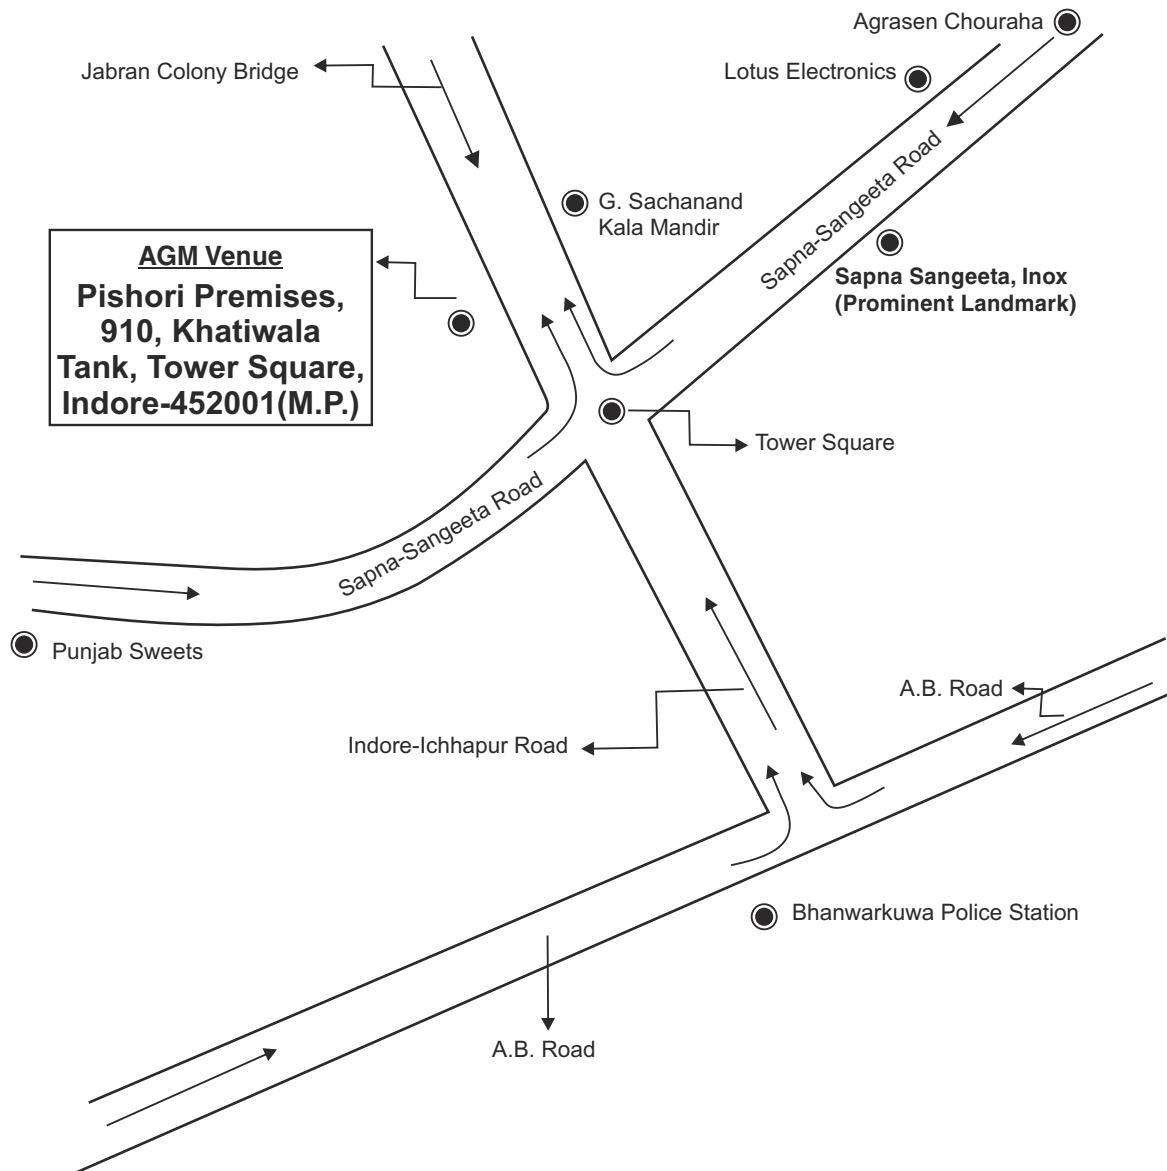 Agrasen Chouraha
Jabran Colony Bridge
Lotus Electronics
Sapna-Sangeeta Road
G. Sachanand
Kala Mandir
AGM Venue
Pishori Premises,
910, Khatiwala
Tank, Tower Square,
Indore-452001(M.P.)
Sapna Sangeeta, Inox
(Prominent Landmark)
Tower Square
Sapna-Sangeeta Road
Punjab Sweets
A.B. Road
Indore-Ichhapur Road
Bhanwarkuwa Police Station
A.B. Road